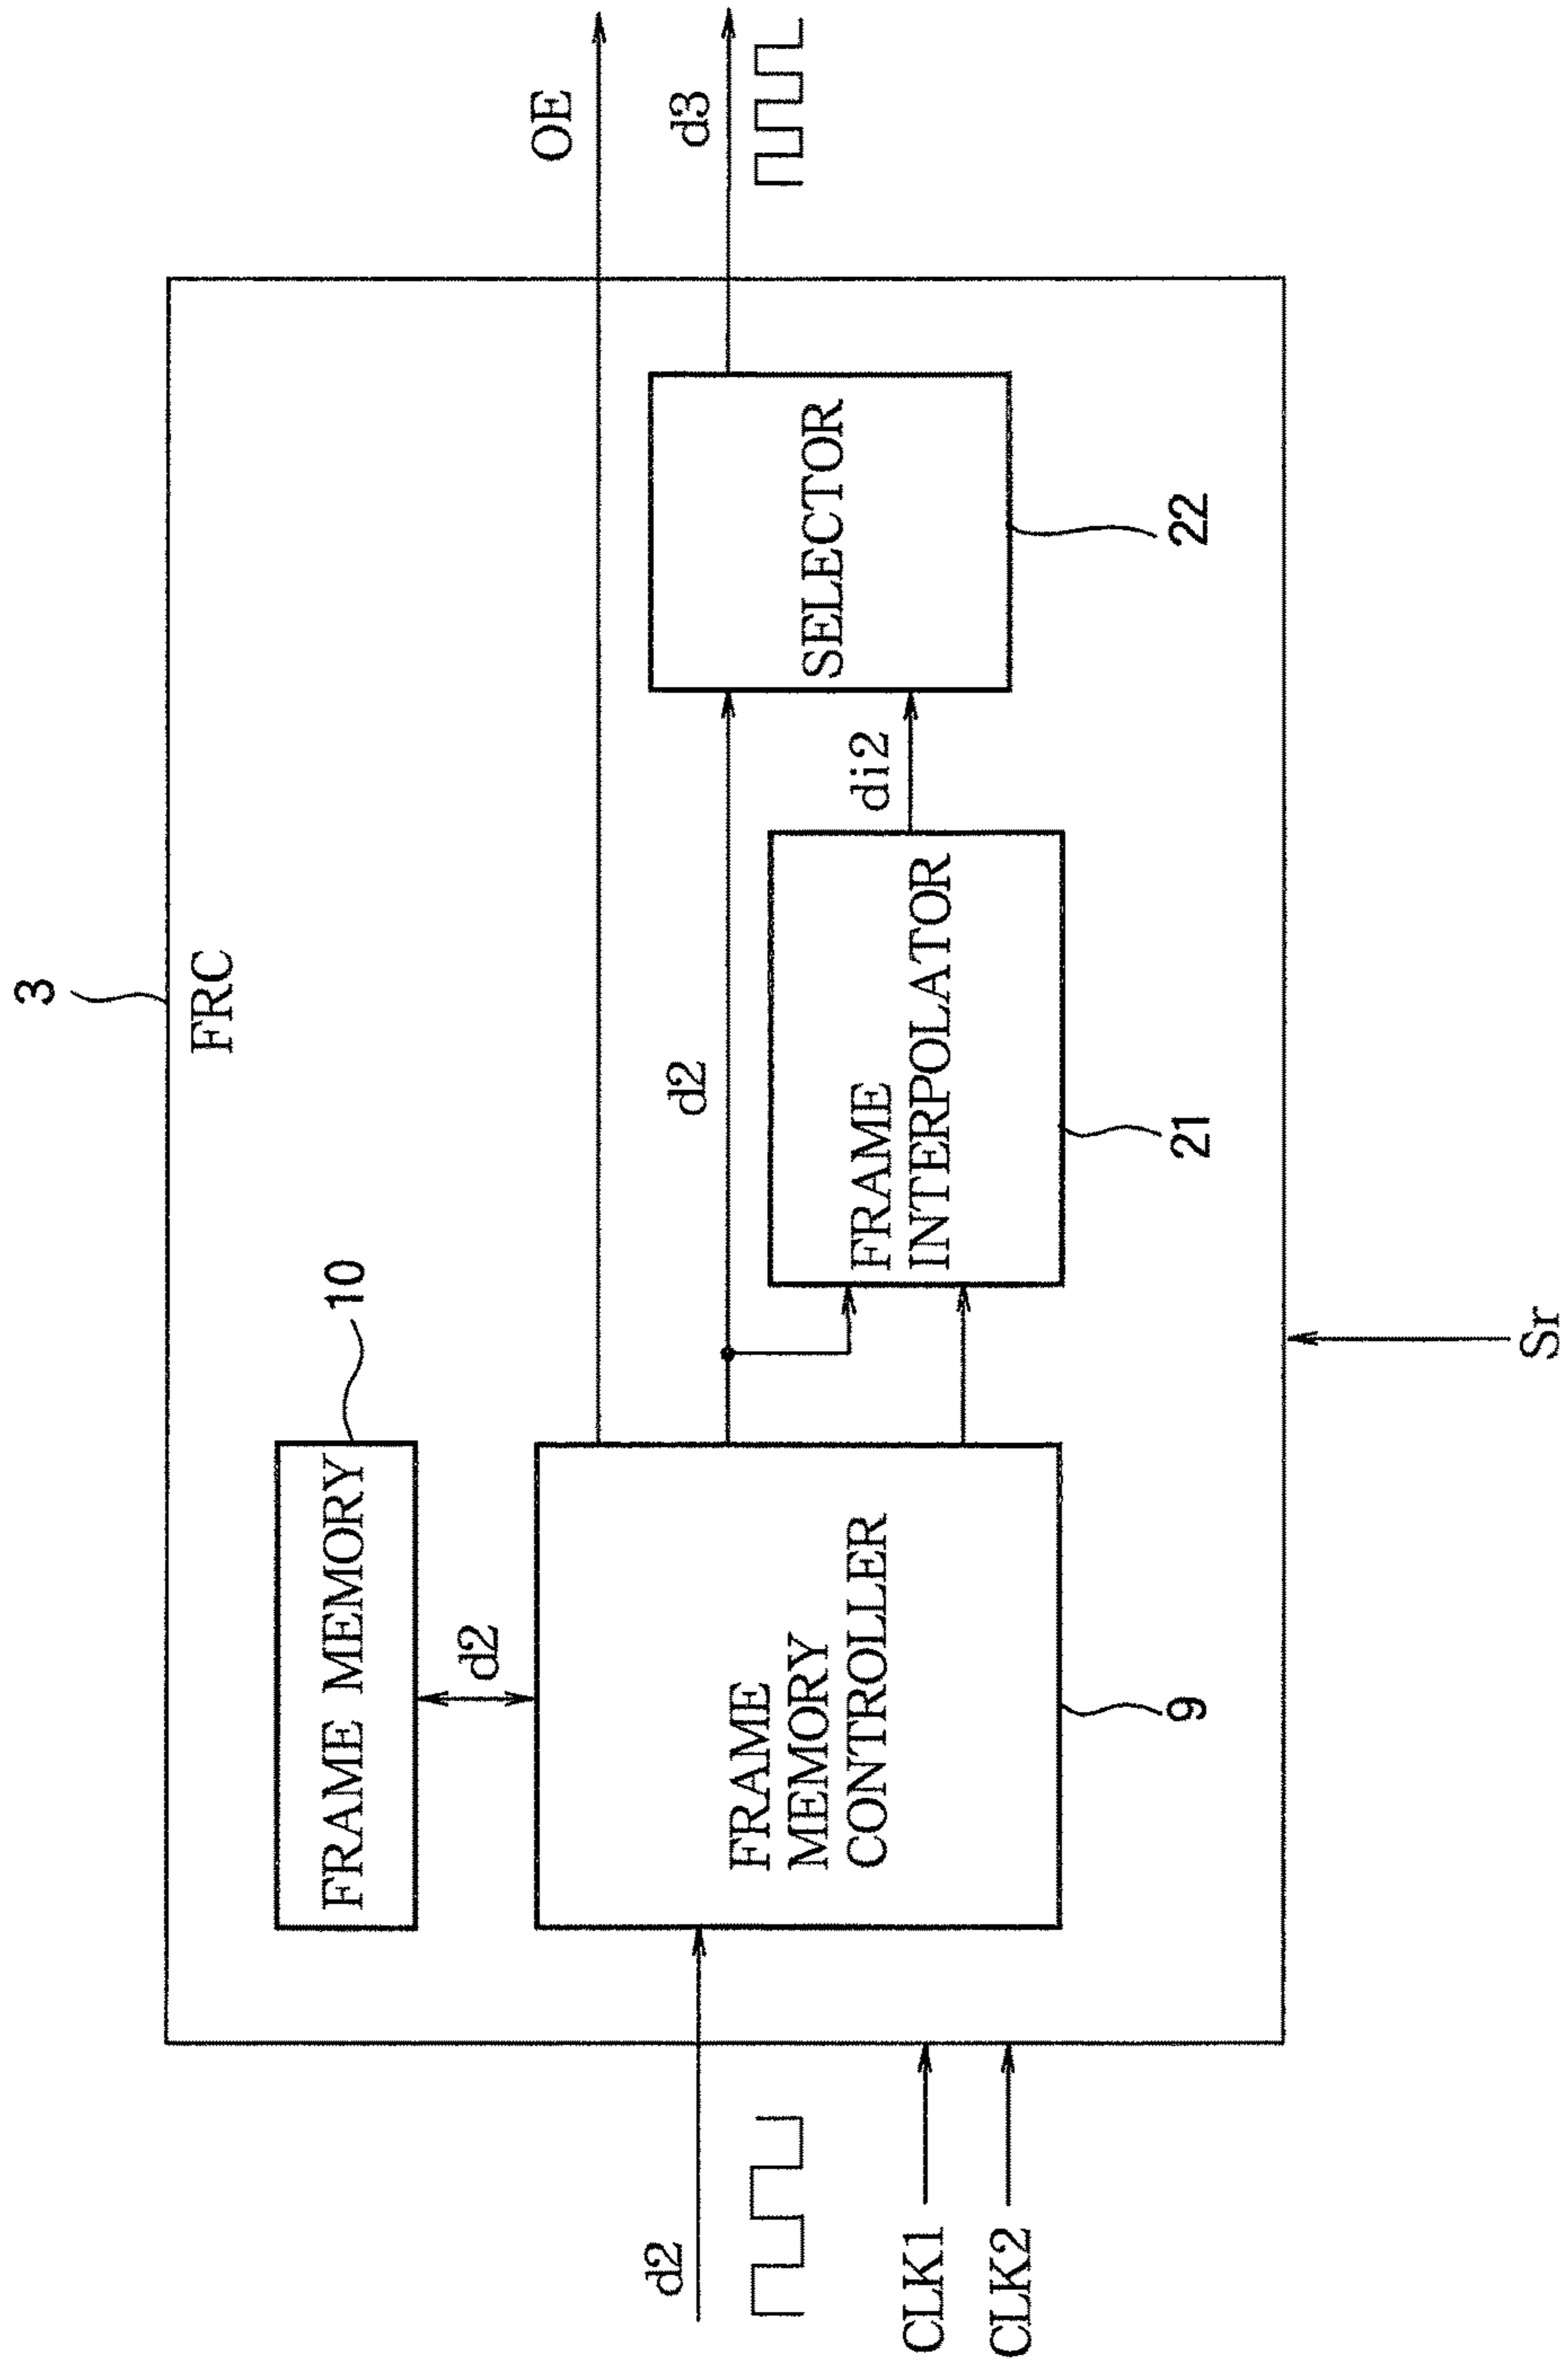 3
FRC
10
FRAME MEMORY
d2
OE
d3
d2
d2
FRAME
MEMORY
CONTROLLER
9
FRAME
INTERPOLATOR
21
di2
SELECTOR
22
CLK1
CLK2
Sr